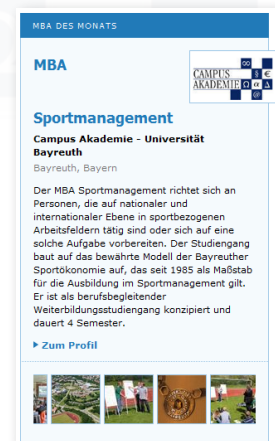 MBA DES MONATS
MBA
CAMPUS
AKADEMIE
∞
§ €
Ω α Δ
@
Sportmanagement
Campus Akademie - Universität
Bayreuth
Bayreuth, Bayern
Der MBA Sportmanagement richtet sich an
Personen, die auf nationaler und
internationaler Ebene in sportbezogenen
Arbeitsfeldern tätig sind oder sich auf eine
solche Aufgabe vorbereiten. Der Studiengang
baut auf das bewährte Modell der Bayreuther
Sportökonomie auf, das seit 1985 als Maßstab
für die Ausbildung im Sportmanagement gilt.
Er ist als berufsbegleitender
Weiterbildungsstudiengang konzipiert und
dauert 4 Semester.
Zum Profil